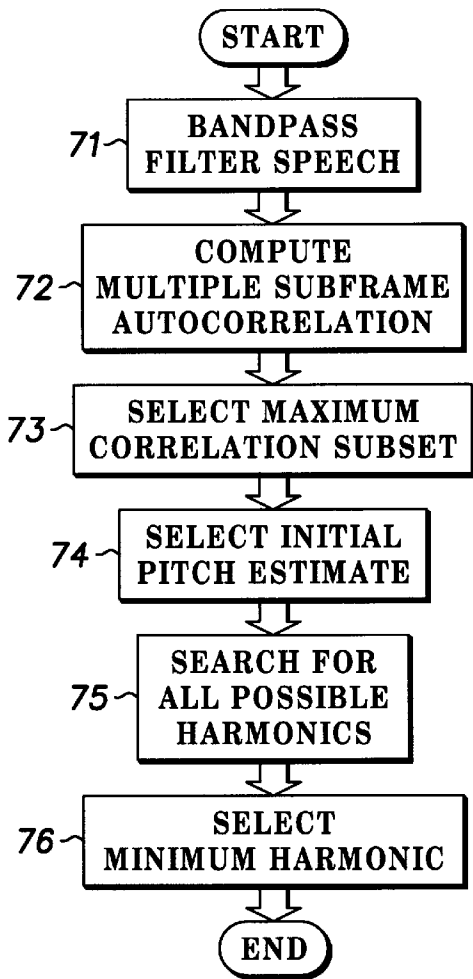 START
71
BANDPASS
FILTER SPEECH
72
COMPUTE
MULTIPLE SUBFRAME
AUTOCORRELATION
73
SELECT MAXIMUM
CORRELATION SUBSET
74
SELECT INITIAL
PITCH ESTIMATE
75
SEARCH FOR
ALL POSSIBLE
HARMONICS
76
SELECT
MINIMUM HARMONIC
END